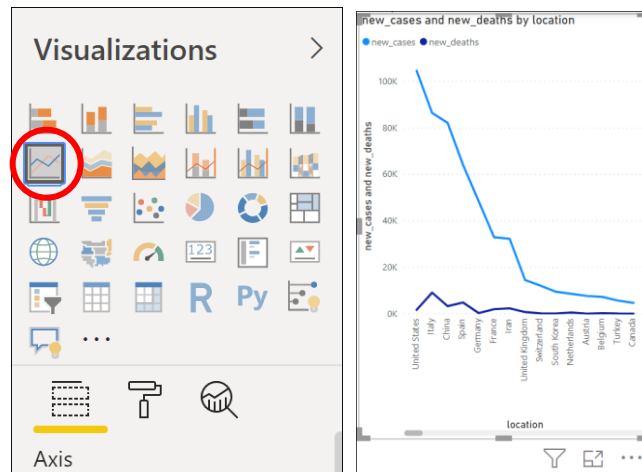 Visualizations
123
R
Py
...
Axis
new_cases and new_deaths by location
new_cases new_deaths
new_cases and new_deaths
100K
80K
60K
40K
20K
0K
United States
Italy
China
Spain
Germany
France
Iran
United Kingdom
Switzerland
South Korea
Netherlands
Austria
Belgium
Turkey
Canada
location
...